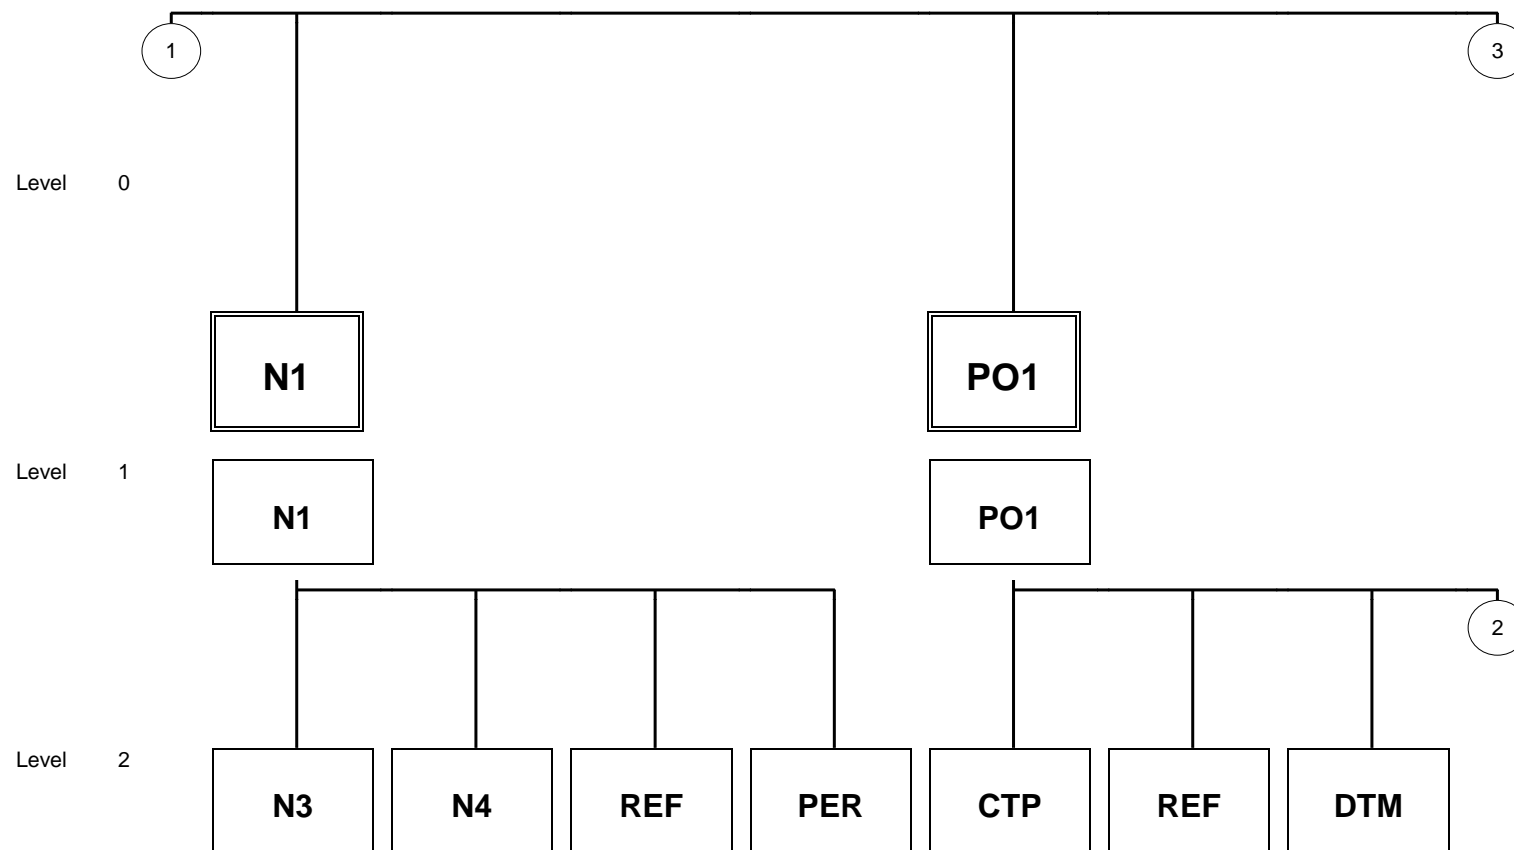 1 3
Level 0
N1 PO1
Level 1
N1 PO1
2
Level 2
N3 N4 REF PER CTP REF DTM